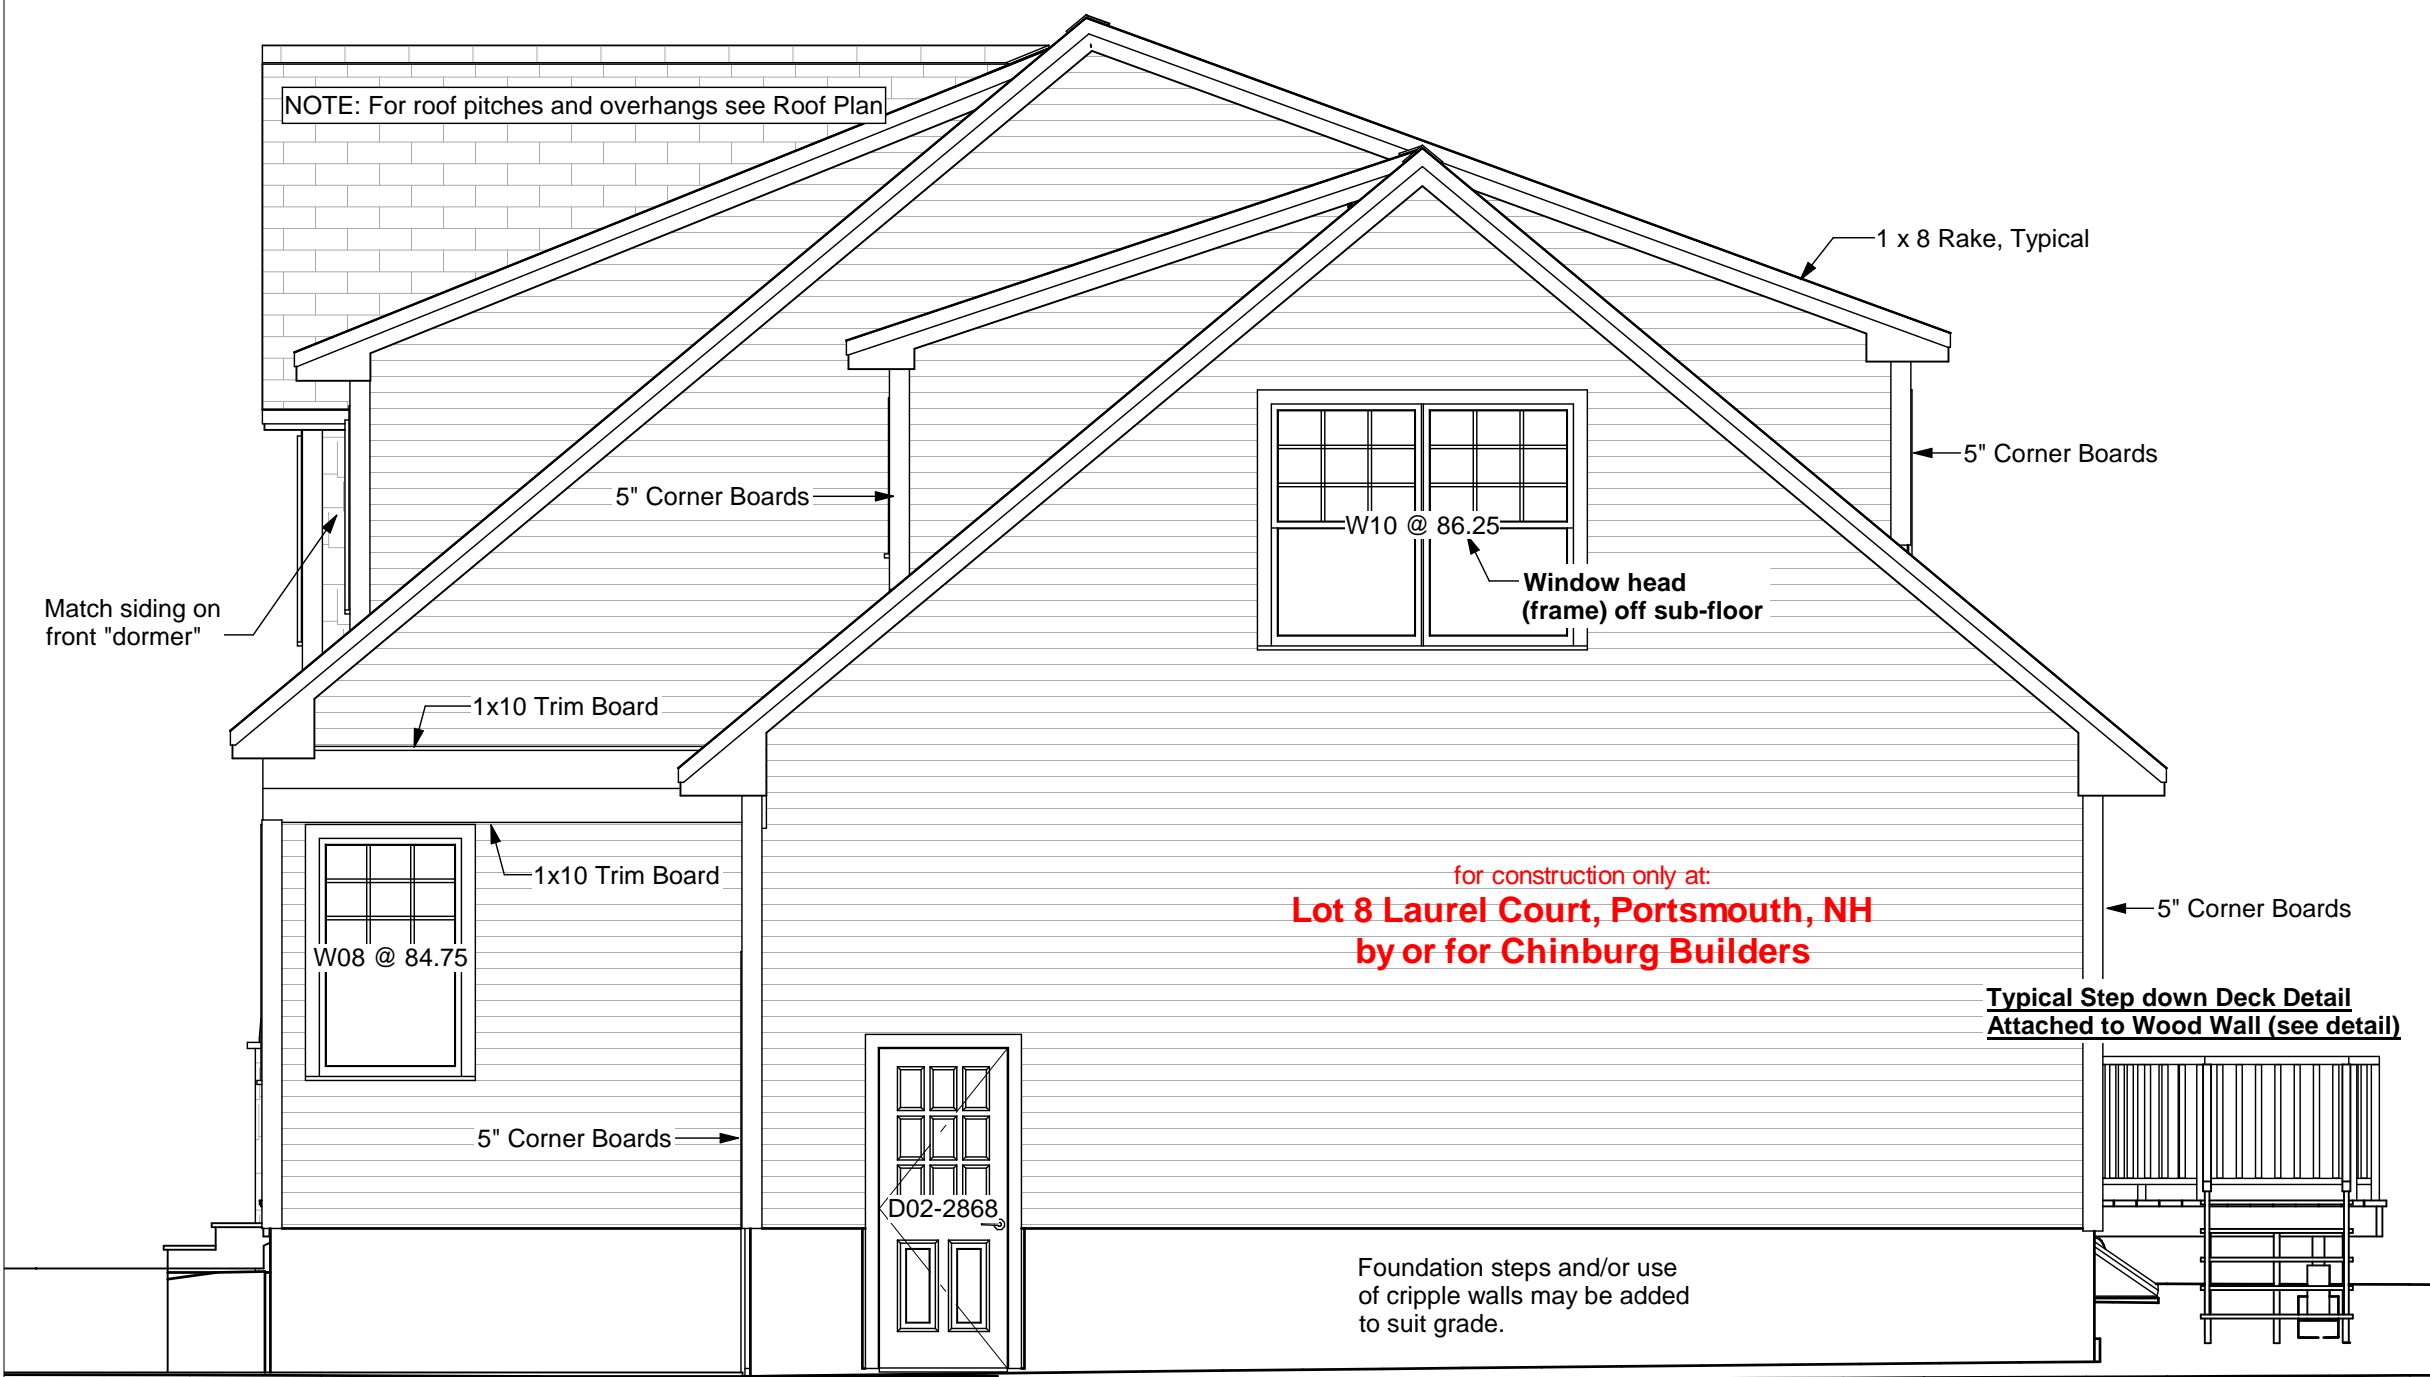 NOTE: For roof pitches and overhangs see Roof Plan
1 x 8 Rake, Typical
5" Corner Boards
5" Corner Boards
W10 @ 86.25
Window head
(frame) off sub-floor
Match siding on
front "dormer"
1x10 Trim Board
1x10 Trim Board
for construction only at:
Lot 8 Laurel Court, Portsmouth, NH
by or for Chinburg Builders
5" Corner Boards
W08 @ 84.75
Typical Step down Deck Detail
Attached to Wood Wall (see detail)
5" Corner Boards
D02-2868
Foundation steps and/or use
of cripple walls may be added
to suit grade.